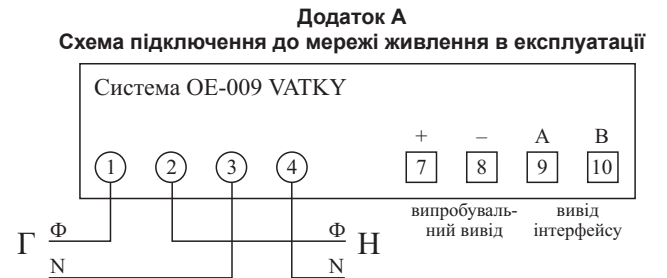 Додаток А
Схема підключення до мережі живлення в експлуатації
Система ОЕ-009 VATKY
+ – А В
1 2 3 4 7 8 9 10
випробуваль-
ний вивід
вивід
інтерфейсу
Г Ф Ф Н
N N